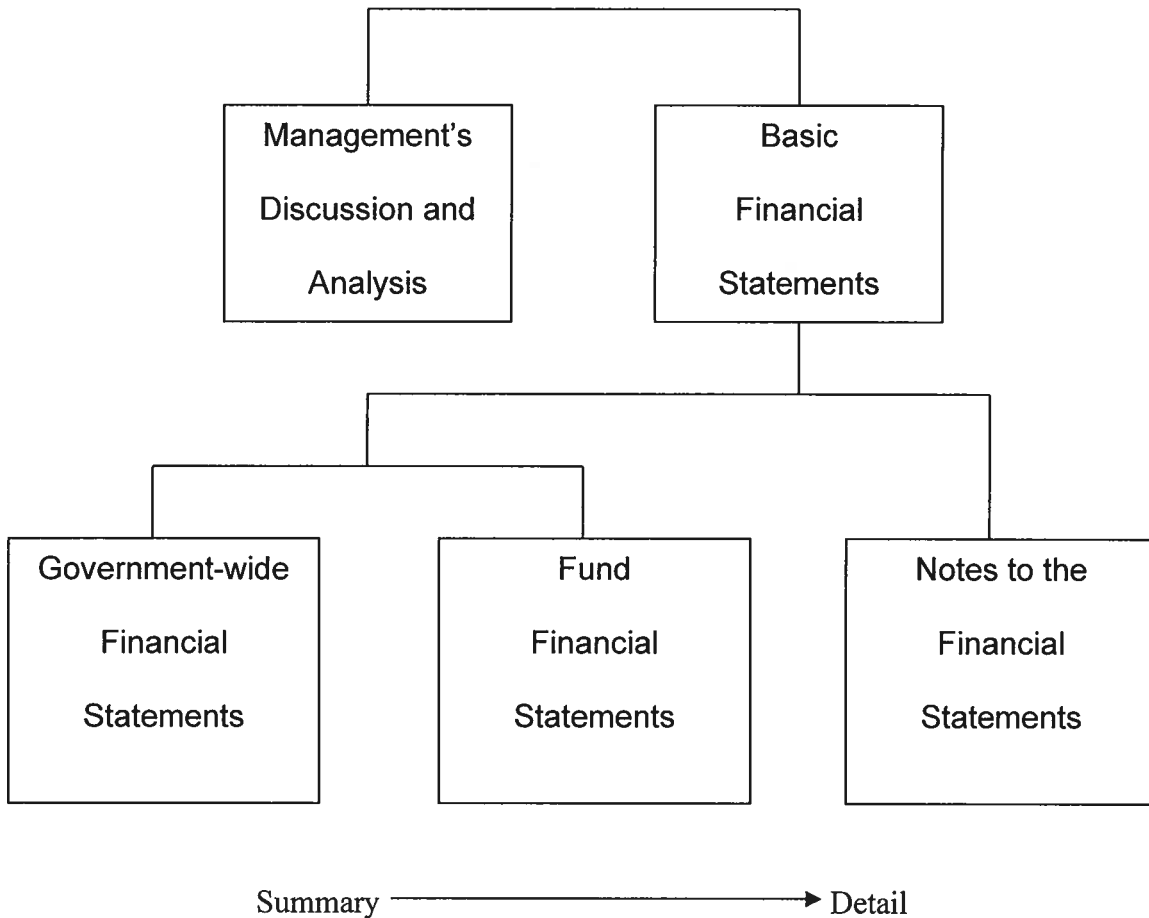 Management's
Discussion and
Analysis
Basic
Financial
Statements
Government-wide
Financial
Statements
Fund
Financial
Statements
Notes to the
Financial
Statements
Summary Detail